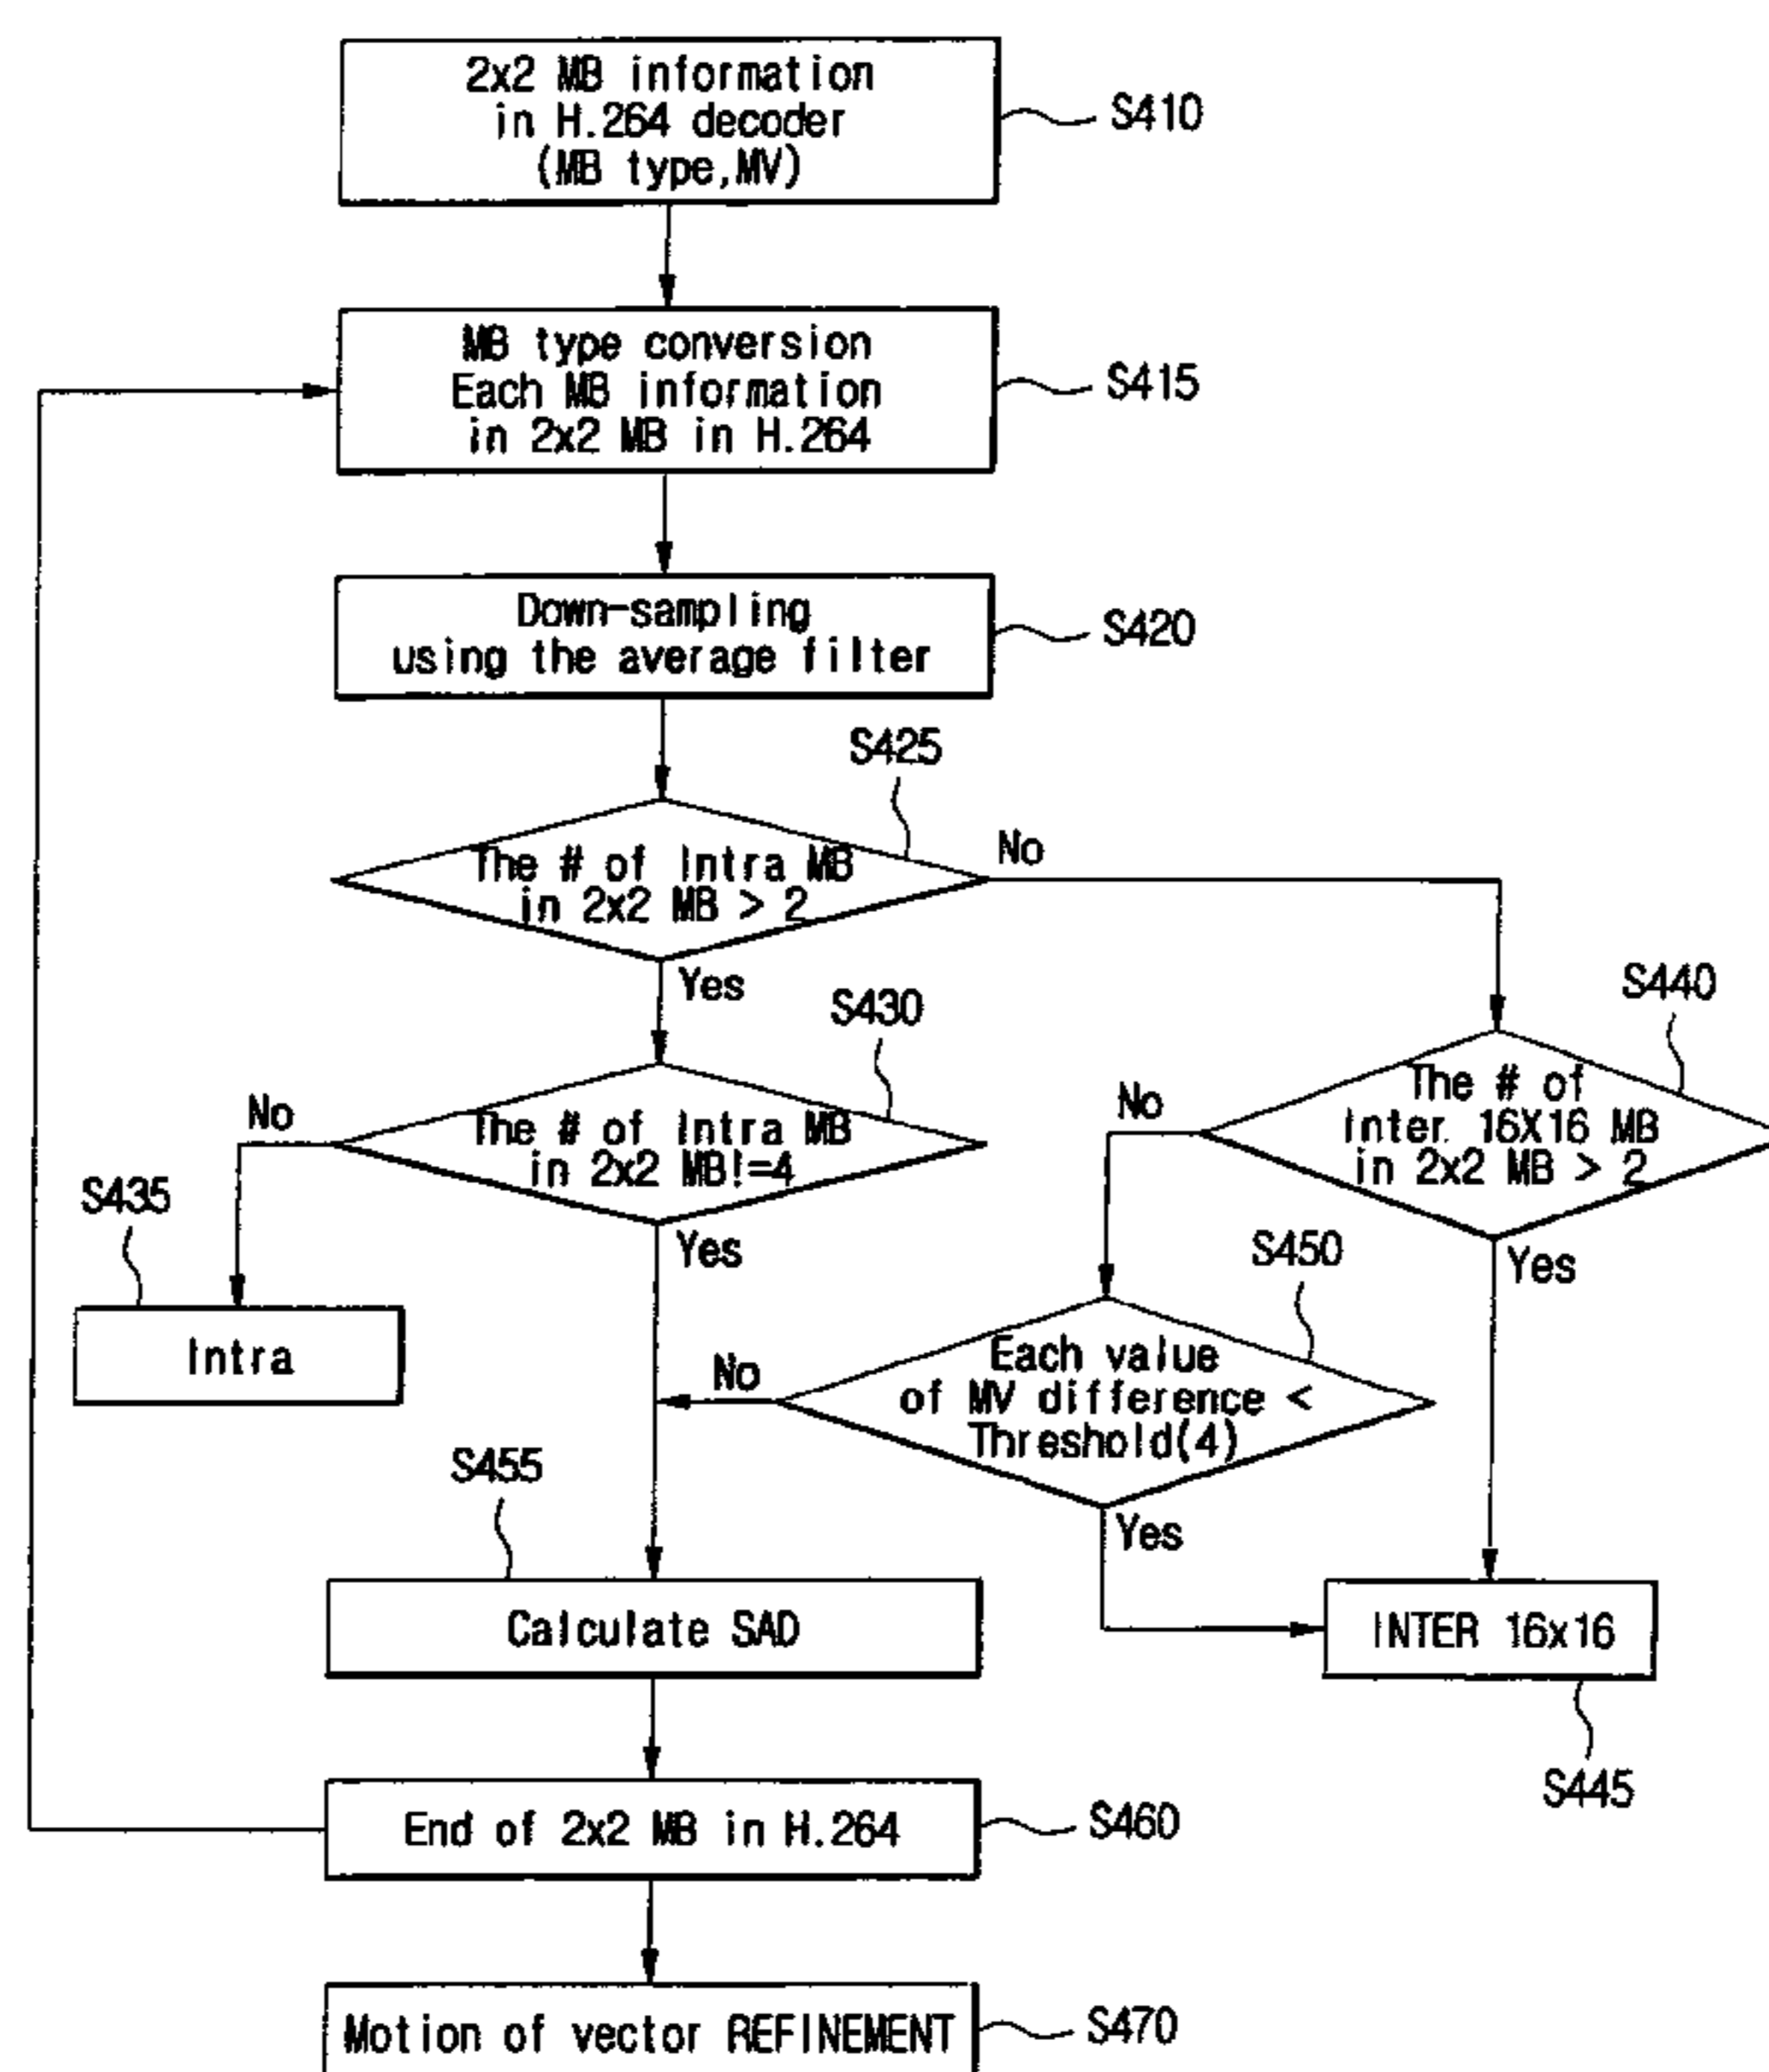 2x2 MB information
in H.264 decoder
(MB type,MV)
S410
MB type conversion
Each MB information
in 2x2 MB in H.264
S415
Down-sampling
using the average filter
S420
S425
The # of Intra MB
in 2x2 MB > 2
No
Yes
S430
The # of Intra MB
in 2x2 MB!=4
No
Yes
S435
Intra
S440
The # of
Inter 16X16 MB
in 2x2 MB > 2
No
Yes
S450
Each value
of MV difference <
Threshold(4)
No
Yes
S455
Calculate SAD
INTER 16x16
S445
End of 2x2 MB in H.264
S460
Motion of vector REFINEMENT
S470